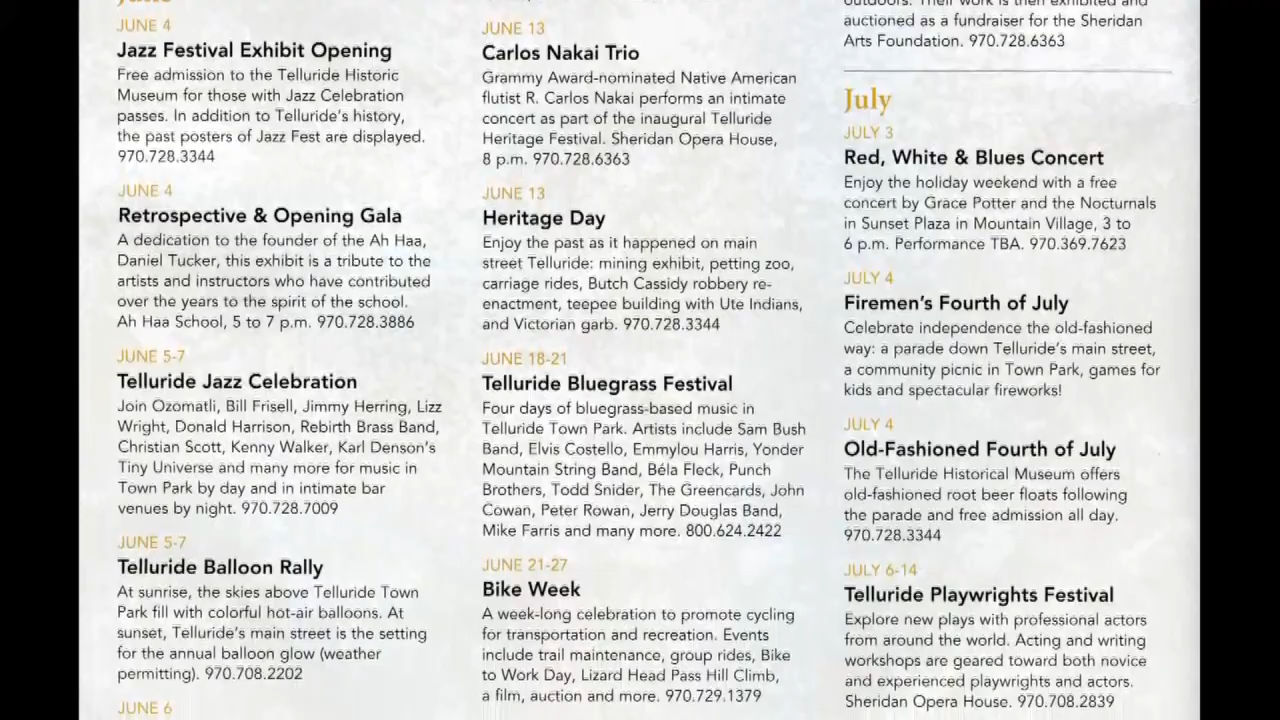 June
JUNE 4
Jazz Festival Exhibit Opening
Free admission to the Telluride Historic
Museum for those with Jazz Celebration
passes. In addition to Telluride's history,
the past posters of Jazz Fest are displayed.
970.728.3344
JUNE 4
Retrospective & Opening Gala
A dedication to the founder of the Ah Haa,
Daniel Tucker, this exhibit is a tribute to the
artists and instructors who have contributed
over the years to the spirit of the school.
Ah Haa School, 5 to 7 p.m. 970.728.3886
JUNE 5-7
Telluride Jazz Celebration
Join Ozomatli, Bill Frisell, Jimmy Herring, Lizz
Wright, Donald Harrison, Rebirth Brass Band,
Christian Scott, Kenny Walker, Karl Denson's
Tiny Universe and many more for music in
Town Park by day and in intimate bar
venues by night. 970.728.7009
JUNE 5-7
Telluride Balloon Rally
At sunrise, the skies above Telluride Town
Park fill with colorful hot-air balloons. At
sunset, Telluride's main street is the setting
for the annual balloon glow (weather
permitting). 970.708.2202
JUNE 6
JUNE 13
Carlos Nakai Trio
Grammy Award-nominated Native American
flutist R. Carlos Nakai performs an intimate
concert as part of the inaugural Telluride
Heritage Festival. Sheridan Opera House,
8 p.m. 970.728.6363
JUNE 13
Heritage Day
Enjoy the past as it happened on main
street Telluride: mining exhibit, petting zoo,
carriage rides, Butch Cassidy robbery re-
enactment, teepee building with Ute Indians,
and Victorian garb. 970.728.3344
JUNE 18-21
Telluride Bluegrass Festival
Four days of bluegrass-based music in
Telluride Town Park. Artists include Sam Bush
Band, Elvis Costello, Emmylou Harris, Yonder
Mountain String Band, Béla Fleck, Punch
Brothers, Todd Snider, The Greencards, John
Cowan, Peter Rowan, Jerry Douglas Band,
Mike Farris and many more. 800.624.2422
JUNE 21-27
Bike Week
A week-long celebration to promote cycling
for transportation and recreation. Events
include trail maintenance, group rides, Bike
to Work Day, Lizard Head Pass Hill Climb,
a film, auction and more. 970.729.1379
outdoors. Their work is then exhibited and
auctioned as a fundraiser for the Sheridan
Arts Foundation. 970.728.6363
July
JULY 3
Red, White & Blues Concert
Enjoy the holiday weekend with a free
concert by Grace Potter and the Nocturnals
in Sunset Plaza in Mountain Village, 3 to
6 p.m. Performance TBA. 970.369.7623
JULY 4
Firemen's Fourth of July
Celebrate independence the old-fashioned
way: a parade down Telluride's main street,
a community picnic in Town Park, games for
kids and spectacular fireworks!
JULY 4
Old-Fashioned Fourth of July
The Telluride Historical Museum offers
old-fashioned root beer floats following
the parade and free admission all day.
970.728.3344
JULY 6-14
Telluride Playwrights Festival
Explore new plays with professional actors
from around the world. Acting and writing
workshops are geared toward both novice
and experienced playwrights and actors.
Sheridan Opera House. 970.708.2839